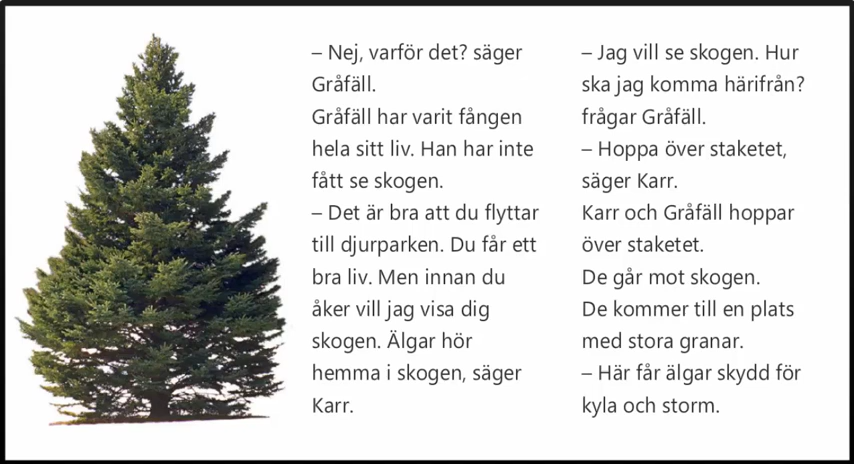 – Nej, varför det? säger
Gråfäll.
Gråfäll har varit fången
hela sitt liv. Han har inte
fått se skogen.
– Det är bra att du flyttar
till djurparken. Du får ett
bra liv. Men innan du
åker vill jag visa dig
skogen. Älgar hör
hemma i skogen, säger
Karr.
– Jag vill se skogen. Hur
ska jag komma härifrån?
frågar Gråfäll.
– Hoppa över staketet,
säger Karr.
Karr och Gråfäll hoppar
över staketet.
De går mot skogen.
De kommer till en plats
med stora granar.
– Här får älgar skydd för
kyla och storm.